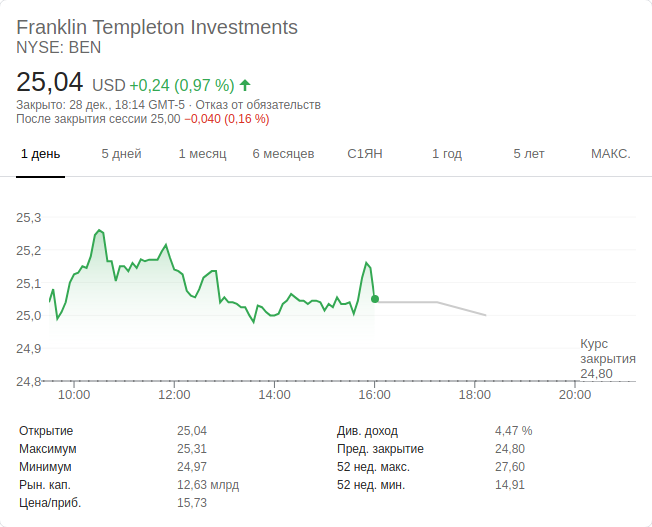 Franklin Templeton Investments
NYSE: BEN
25,04 USD +0,24 (0,97 %)
Закрыто: 28 дек., 18:14 GMT-5 · Отказ от обязательств
После закрытия сессии 25,00 −0,040 (0,16 %)
1 день 5 дней 1 месяц 6 месяцев С1ЯН 1 год 5 лет МАКС.
25,3
25,2
25,1
25,0
24,9
24,8
Курс
закрытия
24,80
10:00 12:00 14:00 16:00 18:00 20:00
Открытие 25,04 Див. доход 4,47 %
Максимум 25,31 Пред. закрытие 24,80
Минимум 24,97 52 нед. макс. 27,60
Рын. кап. 12,63 млрд 52 нед. мин. 14,91
Цена/приб. 15,73